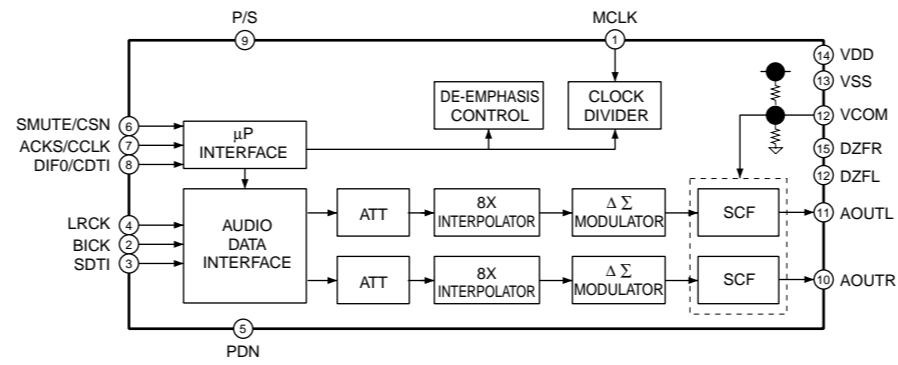 P/S
9
MCLK
1
14 VDD
13 VSS
12 VCOM
15 DZFR
12 DZFL
11 AOUTL
10 AOUTR
SMUTE/CSN 6
ACKS/CCLK 7
DIF0/CDTI 8
LRCK 4
BICK 2
SDTI 3
µP
INTERFACE
DE-EMPHASIS
CONTROL
CLOCK
DIVIDER
AUDIO
DATA
INTERFACE
ATT
8X
INTERPOLATOR
Δ Σ
MODULATOR
SCF
ATT
8X
INTERPOLATOR
Δ Σ
MODULATOR
SCF
5
PDN